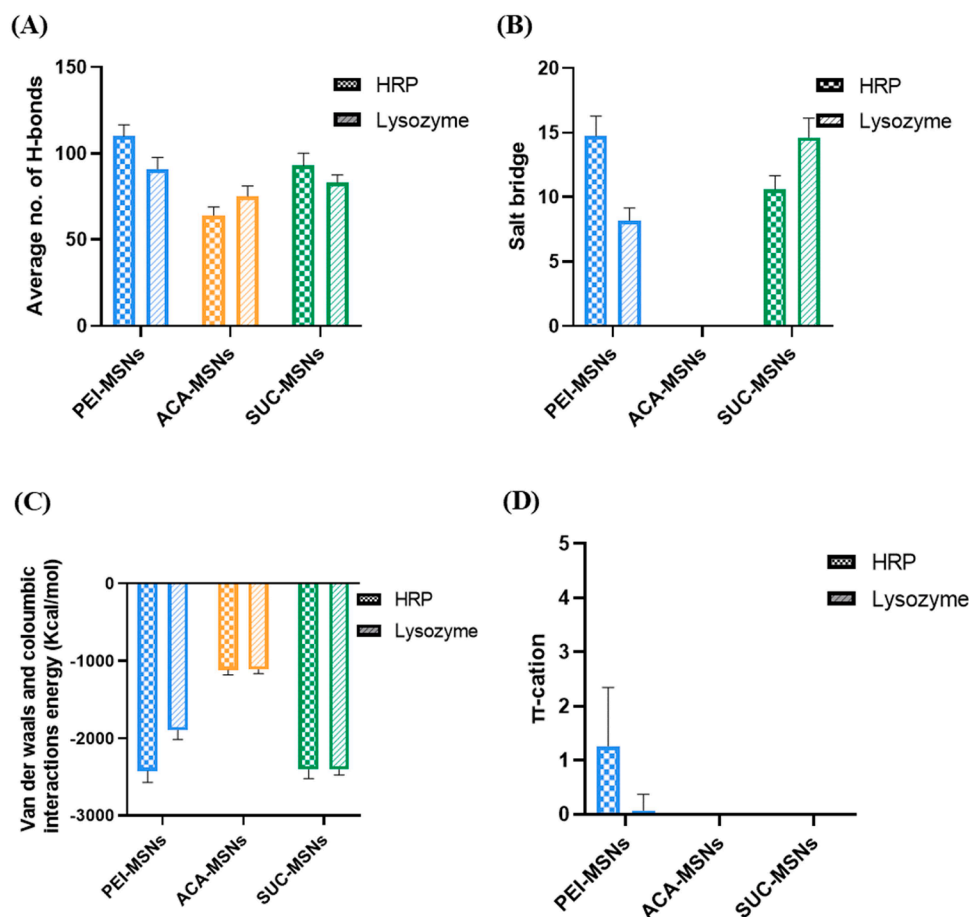 (A)
Average no. of H-bonds
150
100
50
0
HRP
Lysozyme
PEI-MSNs
ACA-MSNs
SUC-MSNs
(B)
Salt bridge
20
15
10
5
0
HRP
Lysozyme
PEI-MSNs
ACA-MSNs
SUC-MSNs
(C)
Van der waals and coloumbic
interactions energy (Kcal/mol)
0
-1000
-2000
-3000
HRP
Lysozyme
PEI-MSNs
ACA-MSNs
SUC-MSNs
(D)
π-cation
5
4
3
2
1
0
HRP
Lysozyme
PEI-MSNs
ACA-MSNs
SUC-MSNs